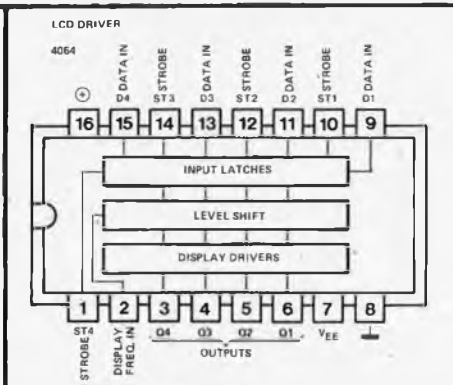 LCD DRIVER
4064
DATA IN
STROBE
DATA IN
STROBE
DATA IN
STROBE
DATA IN
D4
ST3
D3
ST2
D2
ST1
D1
+
16 15 14 13 12 11 10 9
INPUT LATCHES
LEVEL SHIFT
DISPLAY DRIVERS
1 2 3 4 5 6 7 8
ST4
STROBE
DISPLAY
FREQ. IN
Q4 Q3 Q2 Q1
VEE
OUTPUTS